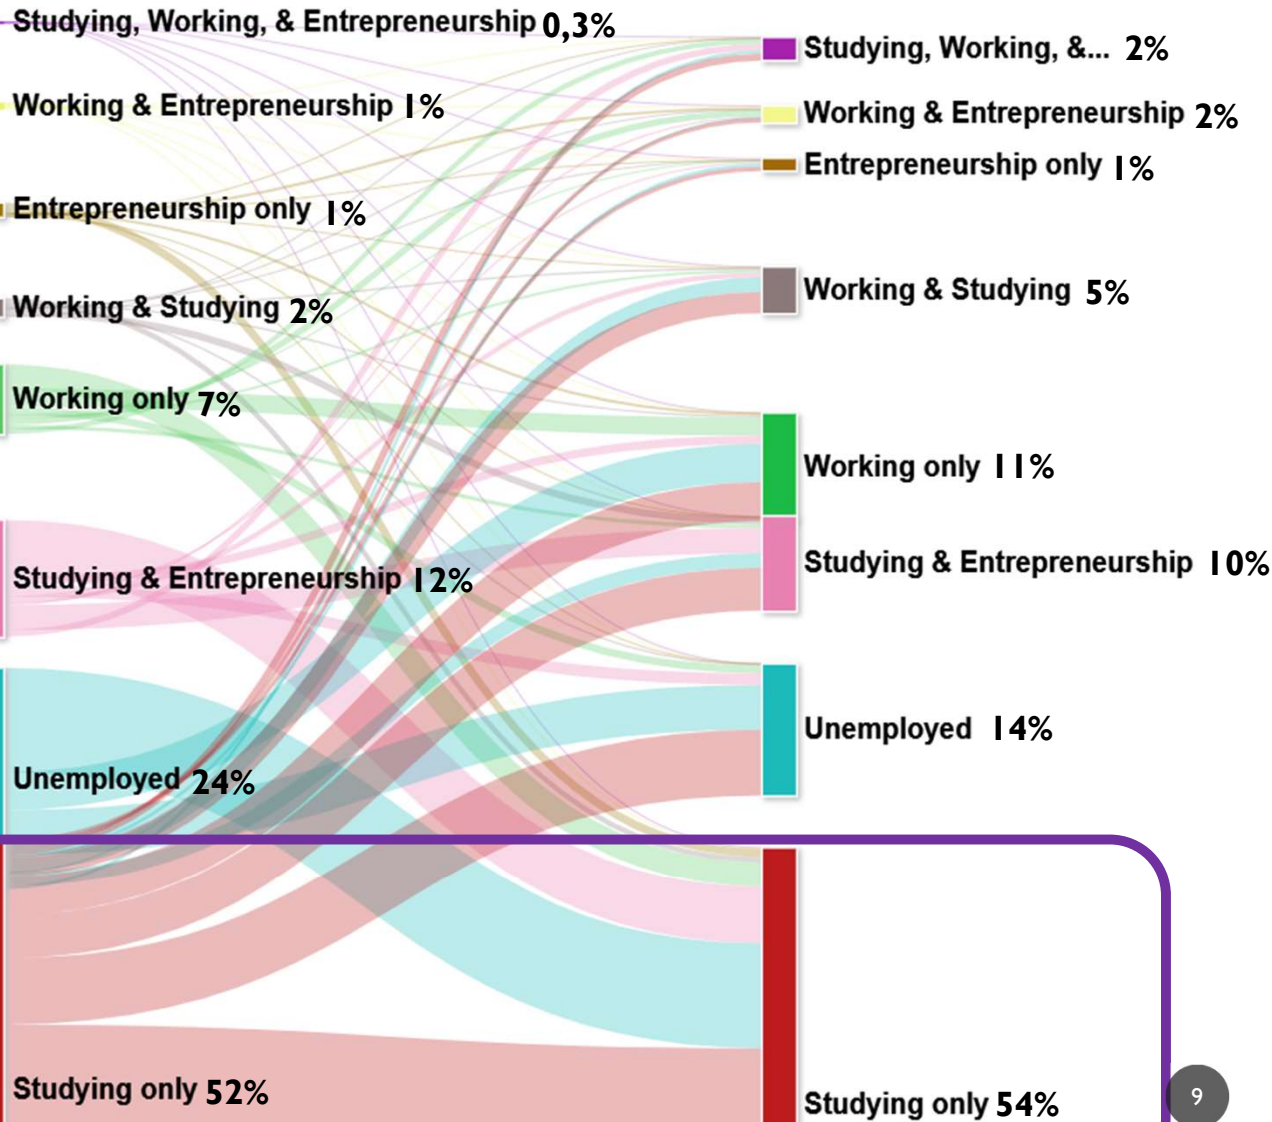 Studying, Working, & Entrepreneurship 0,3%
Working & Entrepreneurship 1%
Entrepreneurship only 1%
Working & Studying 2%
Working only 7%
Studying & Entrepreneurship 12%
Unemployed 24%
Studying only 52%
Studying, Working, &... 2%
Working & Entrepreneurship 2%
Entrepreneurship only 1%
Working & Studying 5%
Working only 11%
Studying & Entrepreneurship 10%
Unemployed 14%
Studying only 54%
9